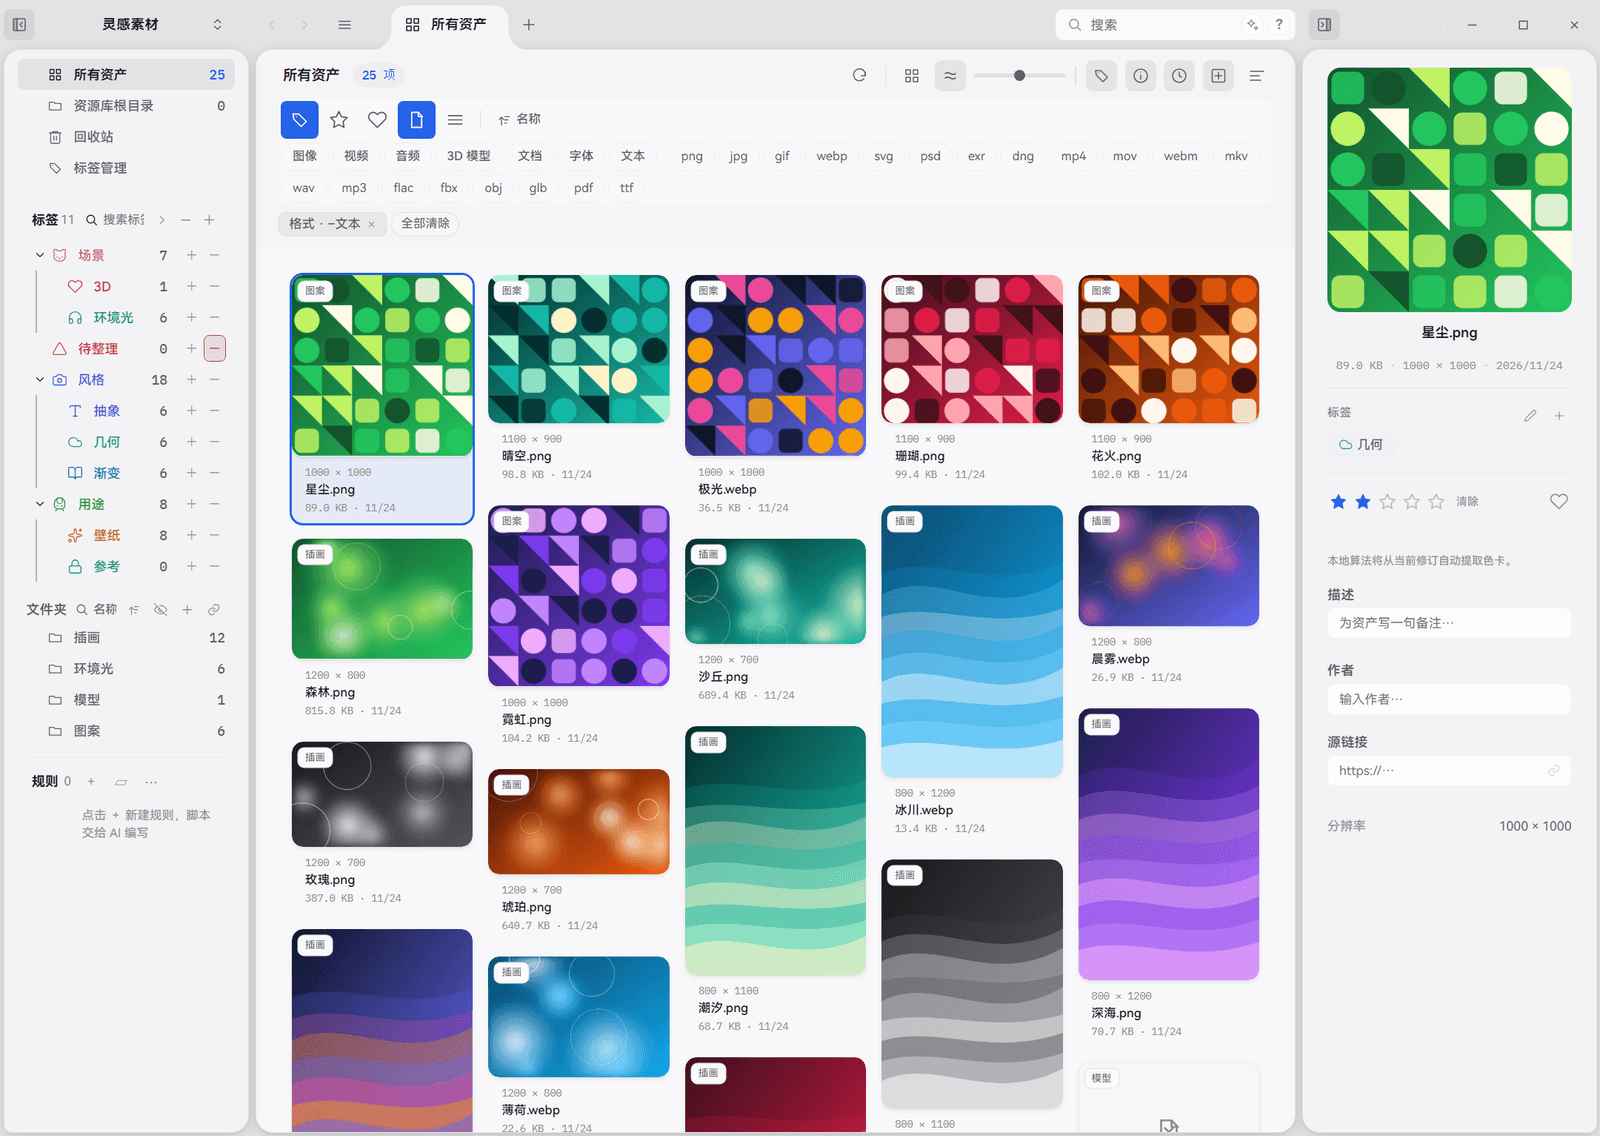 灵感素材
所有资产
搜索
?
所有资产 25
资源库根目录 0
回收站
标签管理
标签 11 搜索标签
场景 7
3D 1
环境光 6
待整理 0
风格 18
抽象 6
几何 6
渐变 6
用途 8
壁纸 8
参考 0
文件夹 名称
插画 12
环境光 6
模型 1
图案 6
规则 0
点击 + 新建规则，脚本
交给 AI 编写
所有资产 25 项
名称
图像 视频 音频 3D 模型 文档 字体 文本 png jpg gif webp svg psd exr dng mp4 mov webm mkv
wav mp3 flac fbx obj glb pdf ttf
格式 · −文本 × 全部清除
图案
1000 × 1000
星尘.png
89.0 KB · 11/24
图案
1100 × 900
晴空.png
98.8 KB · 11/24
图案
1000 × 1000
极光.webp
36.5 KB · 11/24
图案
1100 × 900
珊瑚.png
99.4 KB · 11/24
图案
1100 × 900
花火.png
102.0 KB · 11/24
插画
1200 × 800
森林.png
815.8 KB · 11/24
图案
1000 × 1000
霓虹.png
104.2 KB · 11/24
插画
1200 × 700
沙丘.png
689.4 KB · 11/24
插画
800 × 1200
冰川.webp
13.4 KB · 11/24
插画
1200 × 800
晨雾.webp
26.9 KB · 11/24
插画
1200 × 700
玫瑰.png
387.0 KB · 11/24
插画
1200 × 700
琥珀.png
640.7 KB · 11/24
插画
800 × 1100
潮汐.png
68.7 KB · 11/24
插画
800 × 1100
插画
800 × 1200
深海.png
70.7 KB · 11/24
插画
插画
1200 × 800
薄荷.webp
22.6 KB · 11/24
插画
模型
星尘.png
89.0 KB · 1000 × 1000 · 2026/11/24
标签
几何
清除
本地算法将从当前修订自动提取色卡。
描述
为资产写一句备注…
作者
输入作者…
源链接
https://…
分辨率 1000 × 1000